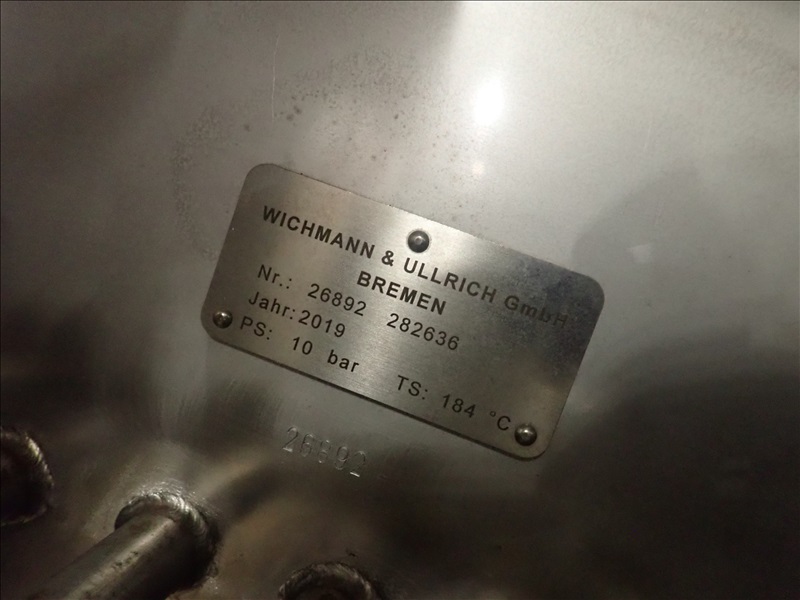 WICHMANN & ULLRICH GmbH
BREMEN
Nr.: 26892 282636
Jahr: 2019
PS: 10 bar TS: 184 °C
26892